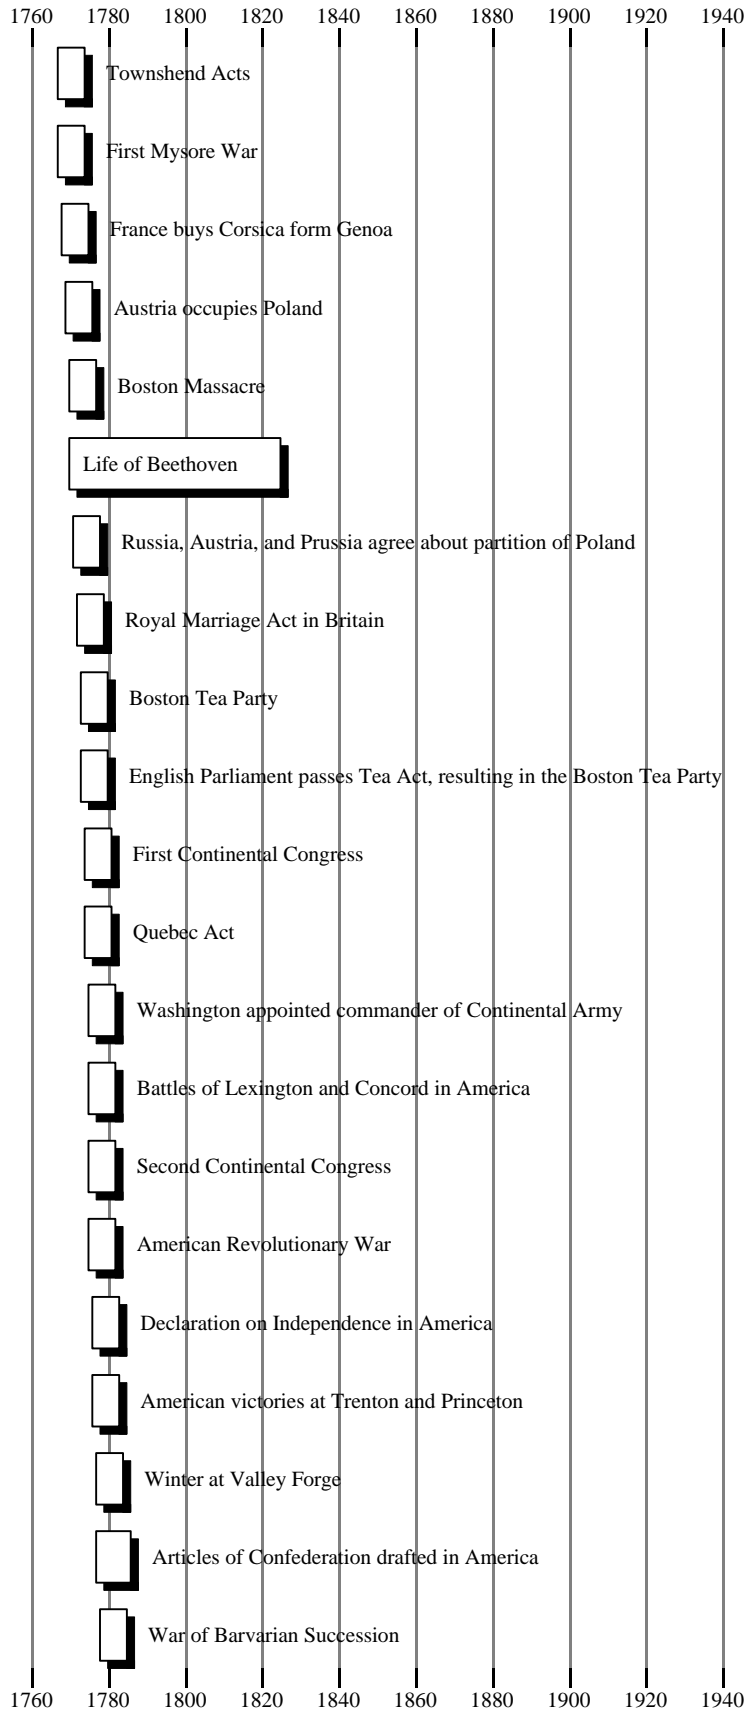 1760 1780 1800 1820 1840 1860 1880 1900 1920 1940
Townshend Acts
First Mysore War
France buys Corsica form Genoa
Austria occupies Poland
Boston Massacre
Life of Beethoven
Russia, Austria, and Prussia agree about partition of Poland
Royal Marriage Act in Britain
Boston Tea Party
English Parliament passes Tea Act, resulting in the Boston Tea Party
First Continental Congress
Quebec Act
Washington appointed commander of Continental Army
Battles of Lexington and Concord in America
Second Continental Congress
American Revolutionary War
Declaration on Independence in America
American victories at Trenton and Princeton
Winter at Valley Forge
Articles of Confederation drafted in America
War of Barvarian Succession
1760 1780 1800 1820 1840 1860 1880 1900 1920 1940